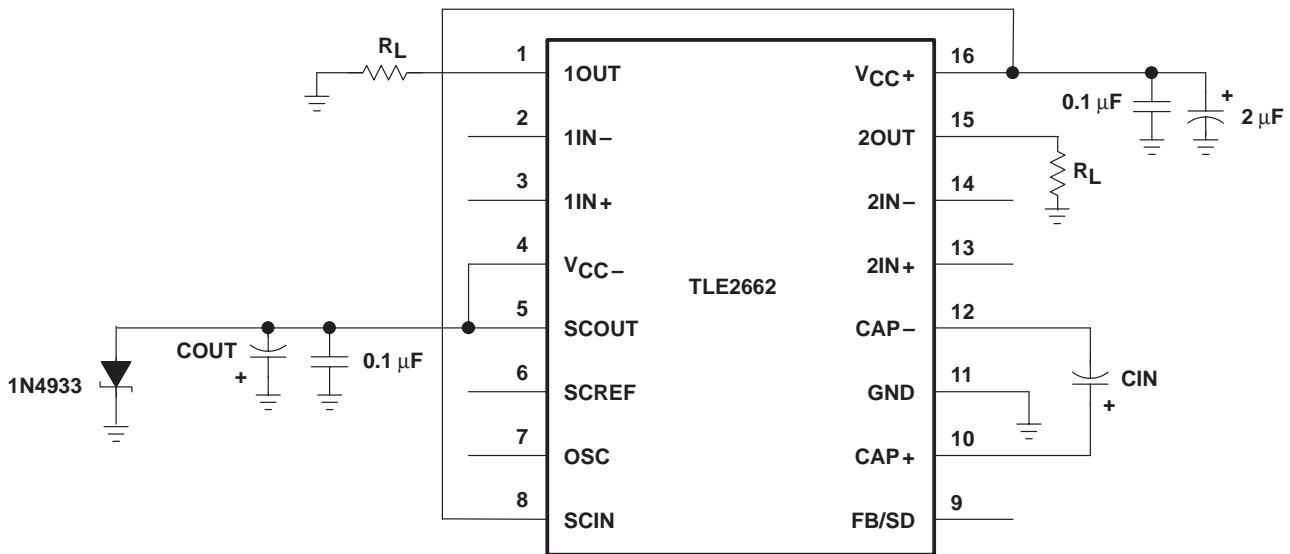 RL
1
1OUT
2
1IN−
3
1IN+
4
VCC−
5
SCOUT
6
SCREF
7
OSC
8
SCIN
TLE2662
16
VCC+
15
2OUT
14
2IN−
13
2IN+
12
CAP−
11
GND
10
CAP+
9
FB/SD
0.1 µF
+
2 µF
RL
CIN
+
COUT
+
0.1 µF
1N4933